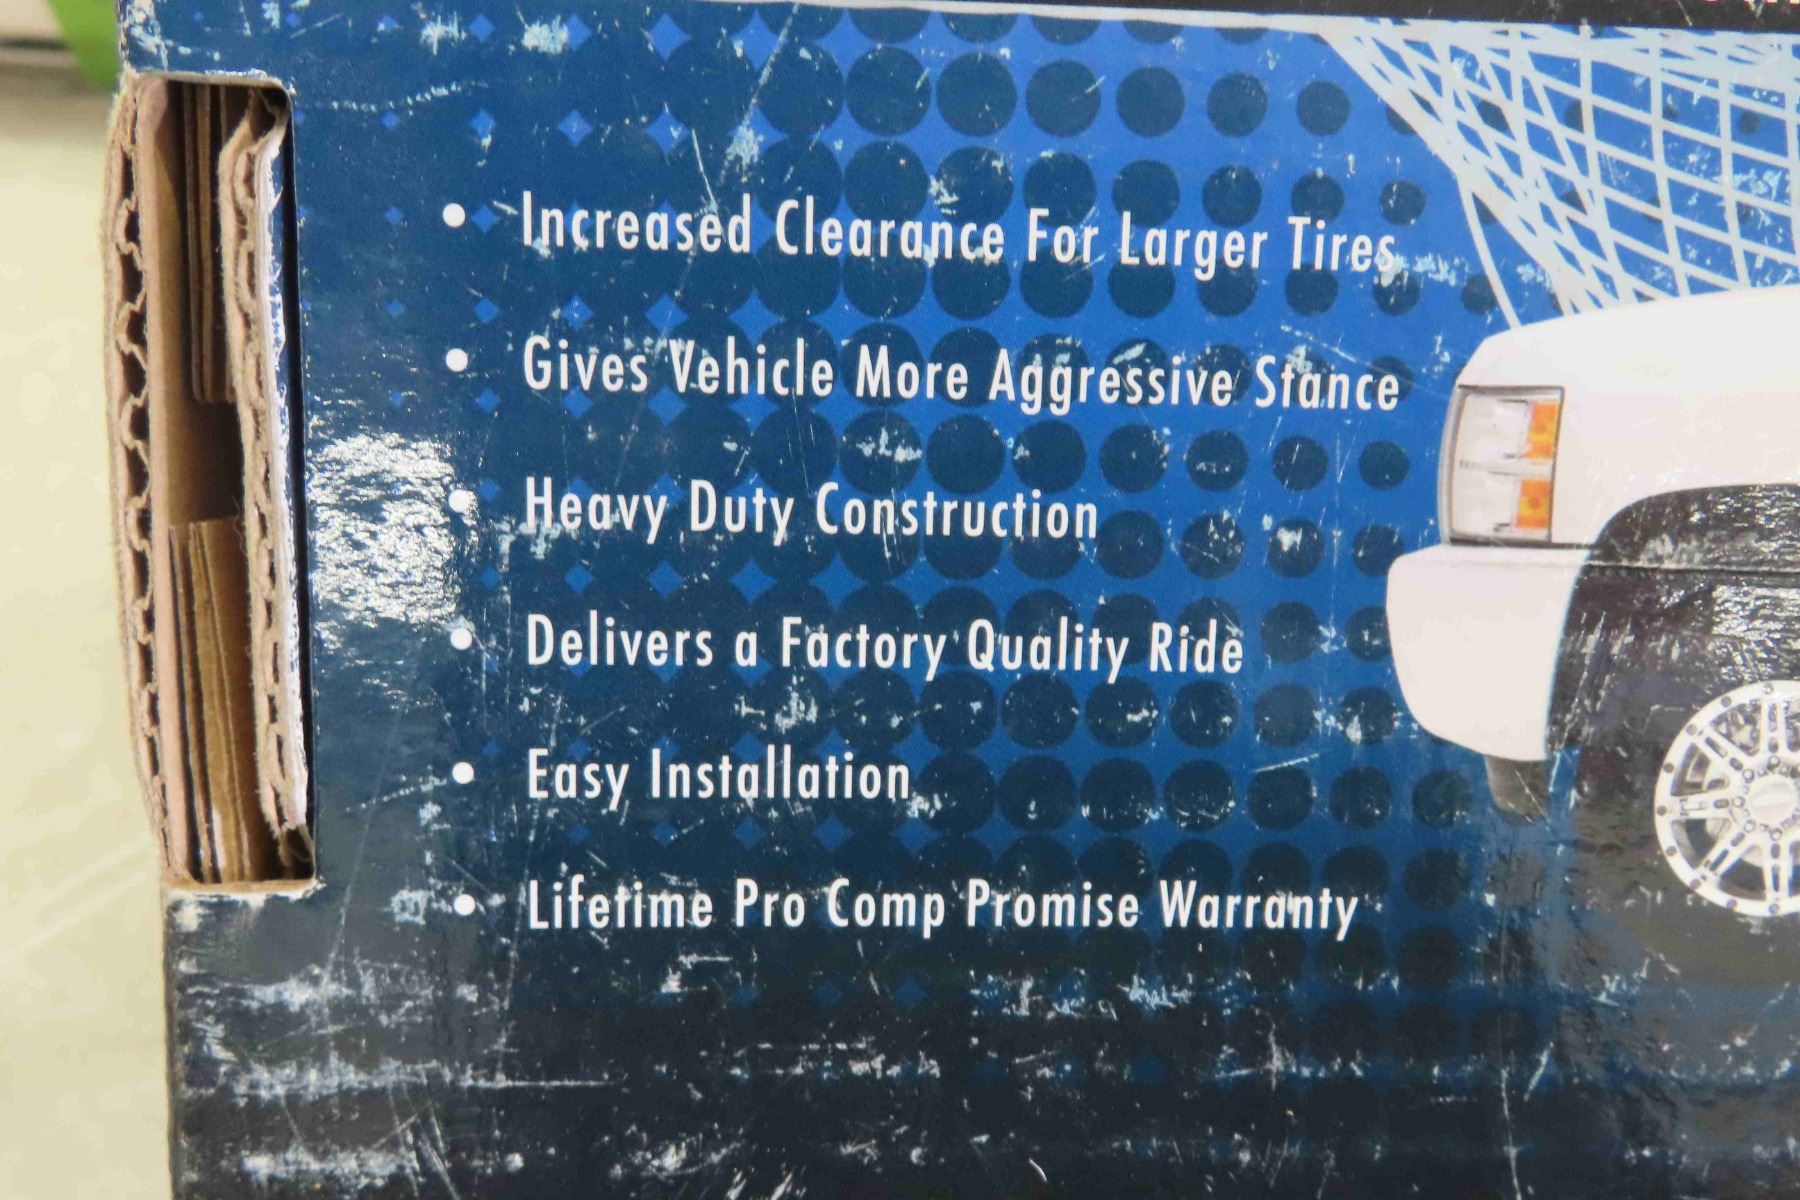 • Increased Clearance For Larger Tires
• Gives Vehicle More Aggressive Stance
• Heavy Duty Construction
• Delivers a Factory Quality Ride
• Easy Installation
• Lifetime Pro Comp Promise Warranty